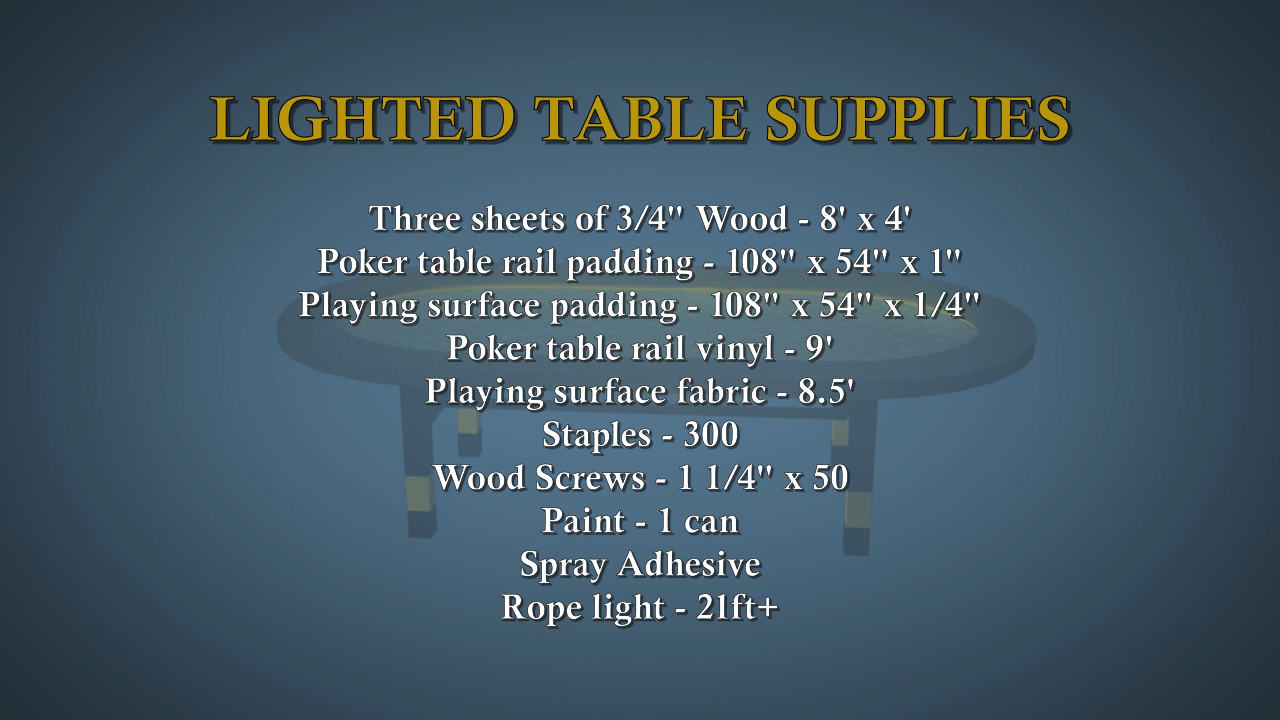 LIGHTED TABLE SUPPLIES
Three sheets of 3/4" Wood - 8' x 4'
Poker table rail padding - 108" x 54" x 1"
Playing surface padding - 108" x 54" x 1/4"
Poker table rail vinyl - 9'
Playing surface fabric - 8.5'
Staples - 300
Wood Screws - 1 1/4" x 50
Paint - 1 can
Spray Adhesive
Rope light - 21ft+